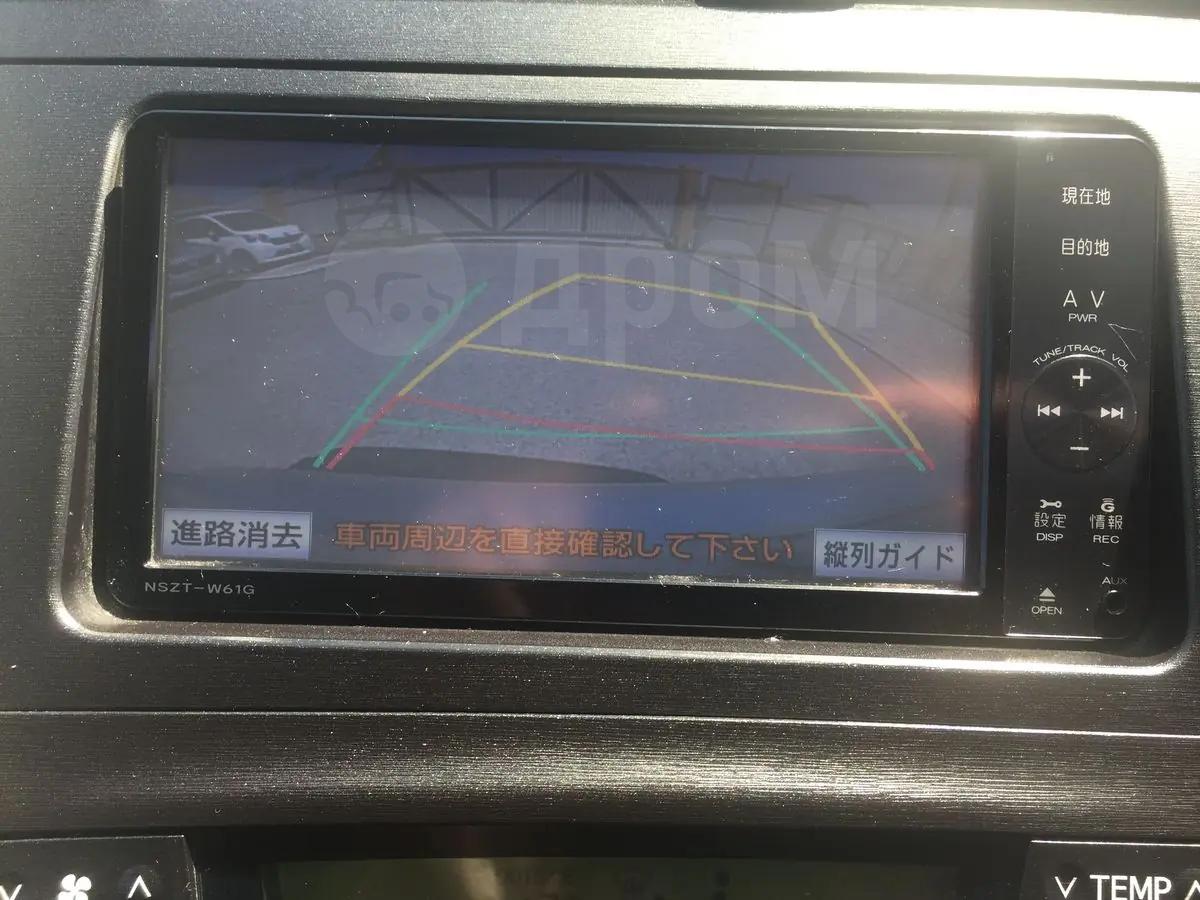 現在地
目的地
A V
PWR
TUNE/TRACK VOL
設定
DISP
情報
G
REC
AUX
OPEN
дром
進路消去
車両周辺を直接確認して下さい
縦列ガイド
NSZT-W61G
TEMP